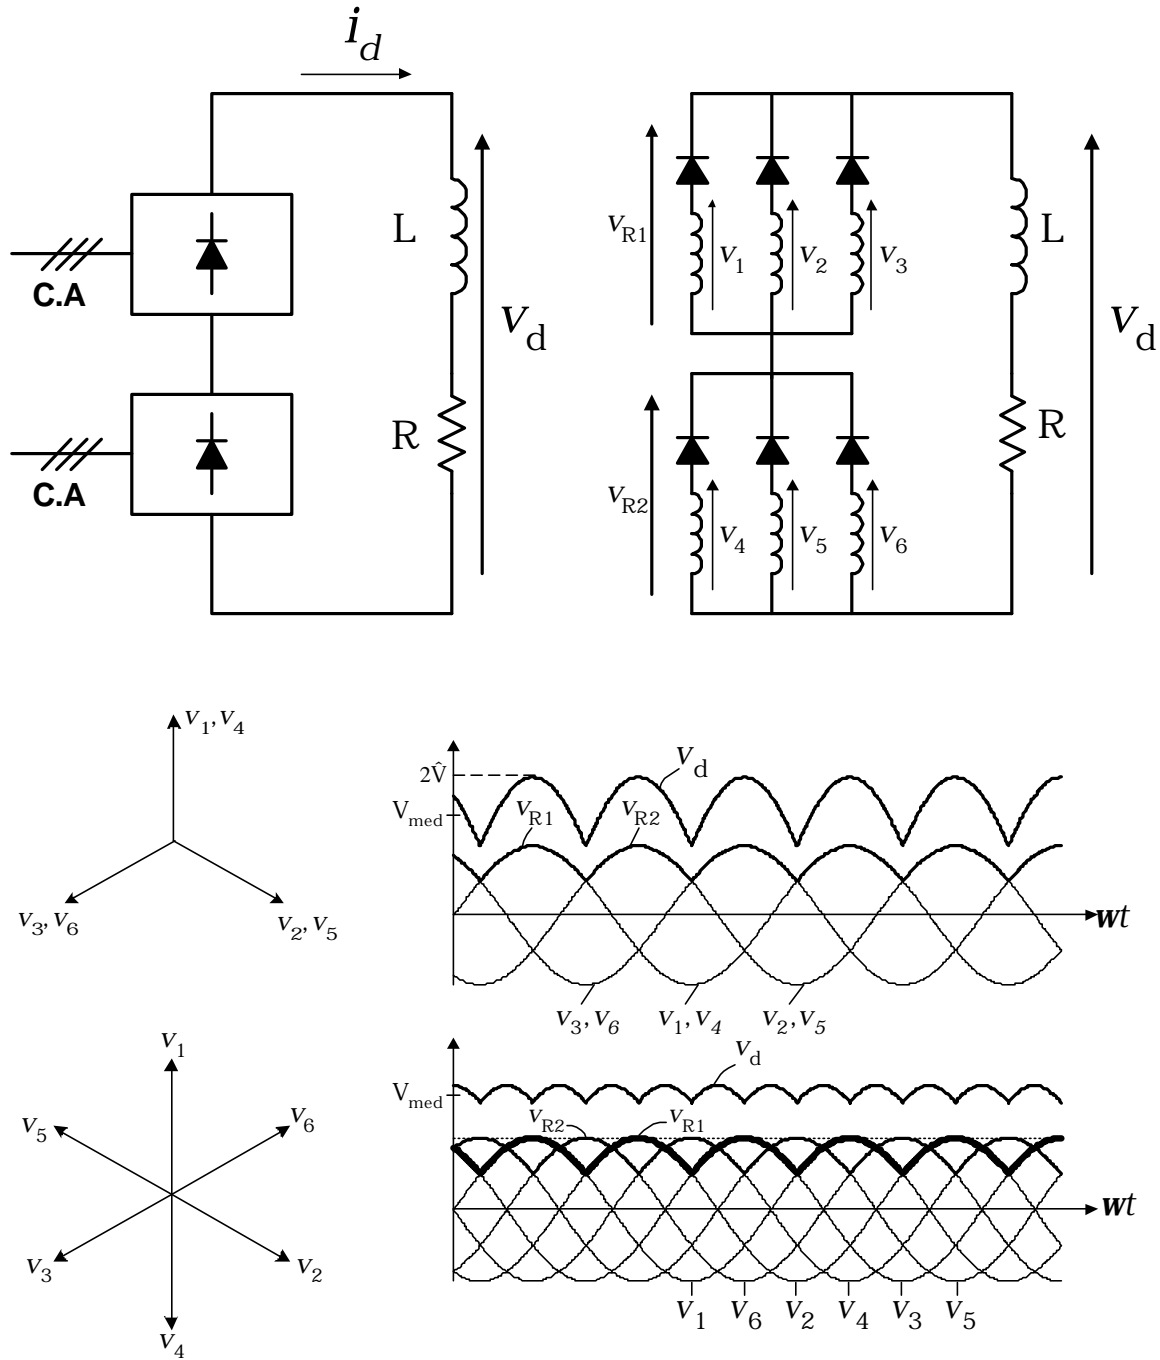 i_d
L
C.A
v_d
R
C.A
v_R1
v_1
v_2
v_3
L
v_d
v_R2
v_4
v_5
v_6
R
v_1, v_4
v_3, v_6
v_2, v_5
2V̂
V_med
v_d
v_R1
v_R2
wt
v_3, v_6
v_1, v_4
v_2, v_5
v_1
v_5
v_6
v_3
v_2
v_4
V_med
v_d
v_R2
v_R1
wt
v_1
v_6
v_2
v_4
v_3
v_5